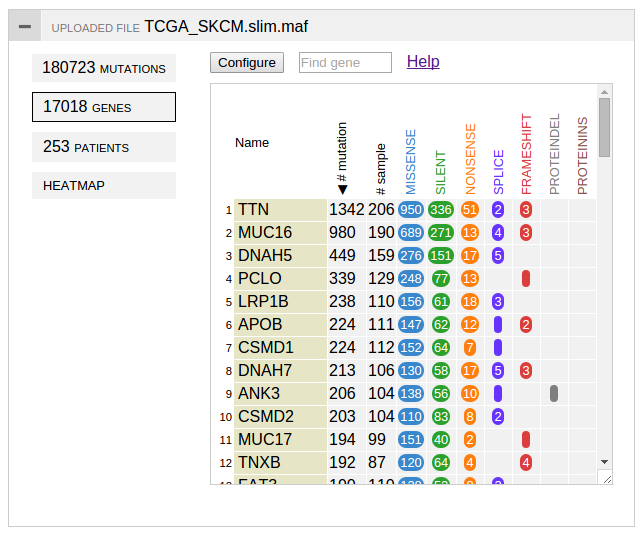 UPLOADED FILE TCGA_SKCM.slim.maf
180723 MUTATIONS
17018 GENES
253 PATIENTS
HEATMAP
Configure Find gene Help
Name ▼# mutation # sample MISSENSE SILENT NONSENSE SPLICE FRAMESHIFT PROTEINDEL PROTEININS
1 TTN 1342 206 950 336 51 2 3
2 MUC16 980 190 689 271 13 4 3
3 DNAH5 449 159 276 151 17 5
4 PCLO 339 129 248 77 13
5 LRP1B 238 110 156 61 18 3
6 APOB 224 111 147 62 12 2
7 CSMD1 224 112 152 64 7
8 DNAH7 213 106 130 58 17 5 3
9 ANK3 206 104 138 56 10
10 CSMD2 203 104 110 83 8 2
11 MUC17 194 99 151 40 2
12 TNXB 192 87 120 64 4 4
13 FAT3 190 110